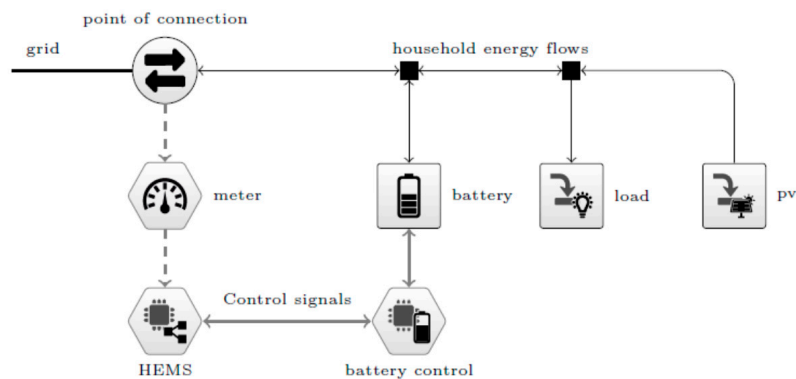 point of connection
grid
household energy flows
meter
battery
load
pv
Control signals
HEMS
battery control